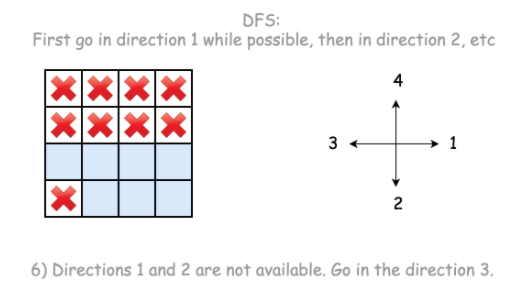 DFS:
First go in direction 1 while possible, then in direction 2, etc
4
3
1
2
6) Directions 1 and 2 are not available. Go in the direction 3.